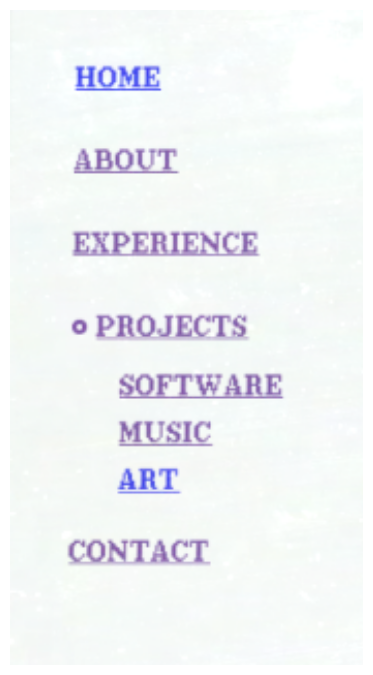 HOME
ABOUT
EXPERIENCE
PROJECTS
SOFTWARE
MUSIC
ART
CONTACT